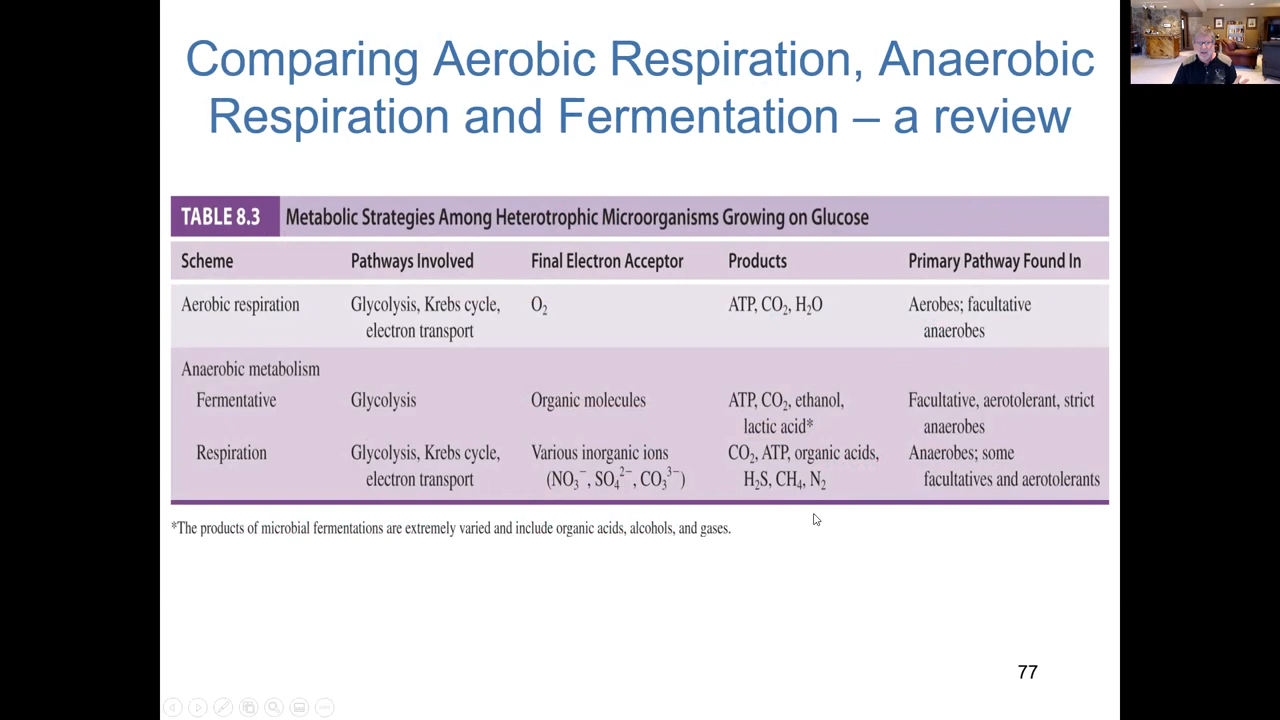 Comparing Aerobic Respiration, Anaerobic
Respiration and Fermentation – a review
TABLE 8.3 Metabolic Strategies Among Heterotrophic Microorganisms Growing on Glucose
Scheme Pathways Involved Final Electron Acceptor Products Primary Pathway Found In
Aerobic respiration Glycolysis, Krebs cycle, O₂ ATP, CO₂, H₂O Aerobes; facultative
electron transport anaerobes
Anaerobic metabolism
Fermentative Glycolysis Organic molecules ATP, CO₂, ethanol, Facultative, aerotolerant, strict
lactic acid* anaerobes
Respiration Glycolysis, Krebs cycle, Various inorganic ions CO₂, ATP, organic acids, Anaerobes; some
electron transport (NO₃⁻, SO₄²⁻, CO₃³⁻) H₂S, CH₄, N₂ facultatives and aerotolerants
*The products of microbial fermentations are extremely varied and include organic acids, alcohols, and gases.
77